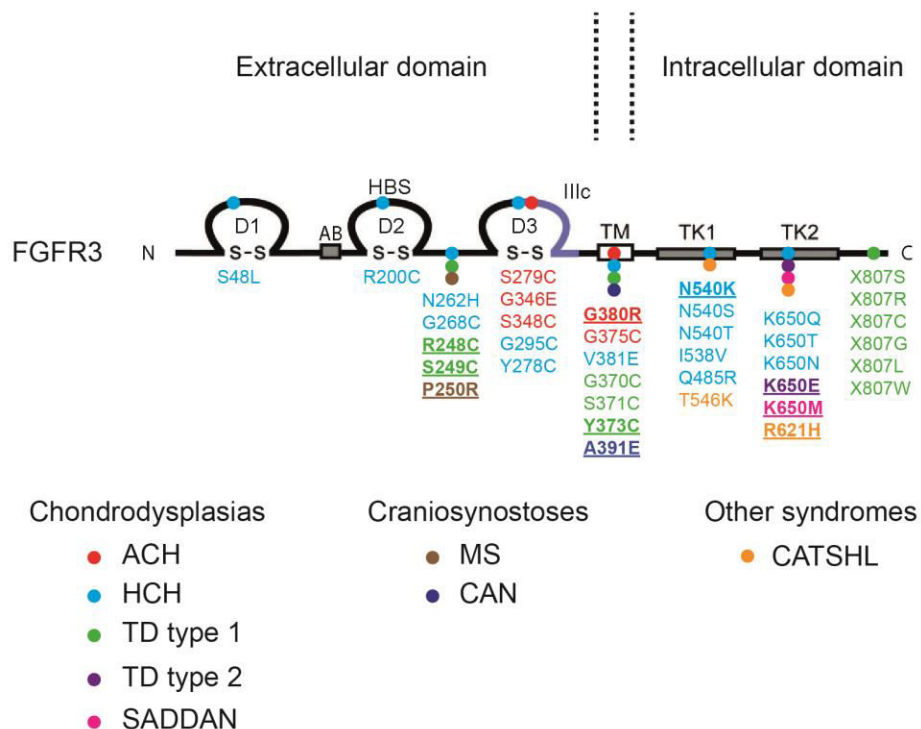 Extracellular domain
Intracellular domain
HBS
IIIc
D1
AB
D2
D3
TM
TK1
TK2
FGFR3
N
S-S
S-S
S-S
C
S48L
R200C
N262H
G268C
R248C
S249C
P250R
S279C
G346E
S348C
G295C
Y278C
G380R
G375C
V381E
G370C
S371C
Y373C
A391E
N540K
N540S
N540T
I538V
Q485R
T546K
K650Q
K650T
K650N
K650E
K650M
R621H
X807S
X807R
X807C
X807G
X807L
X807W
Chondrodysplasias
ACH
HCH
TD type 1
TD type 2
SADDAN
Craniosynostoses
MS
CAN
Other syndromes
CATSHL